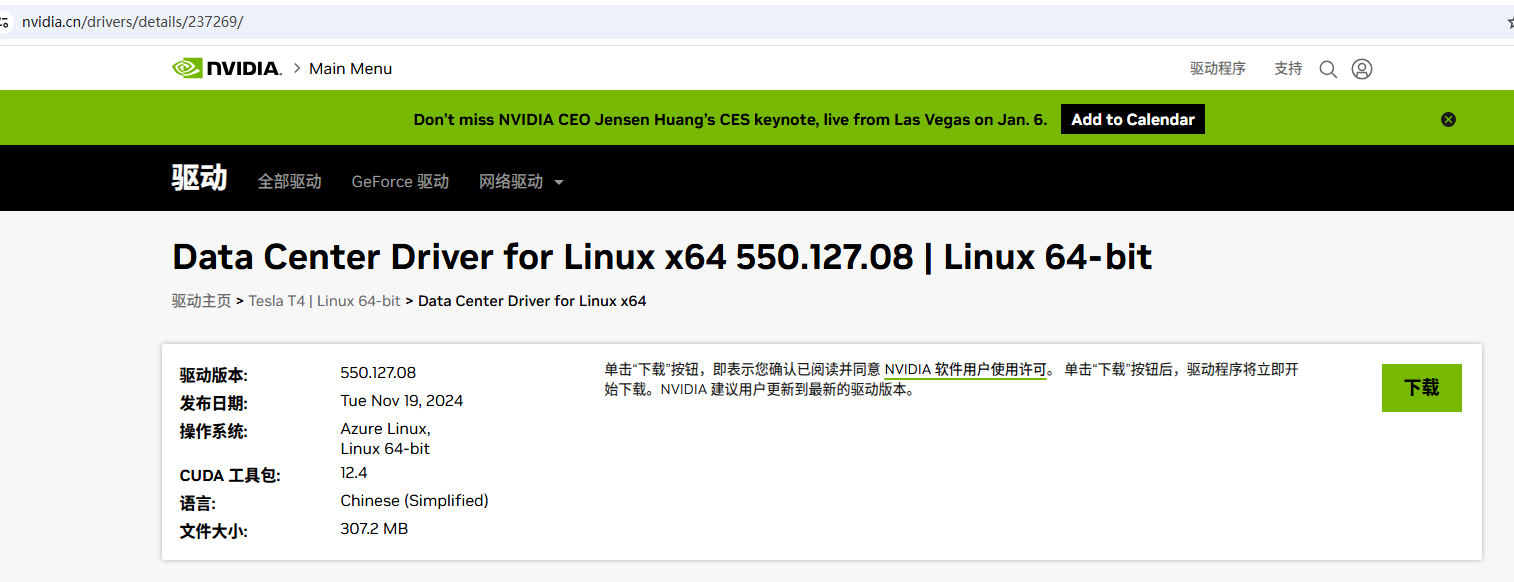 nvidia.cn/drivers/details/237269/
NVIDIA. > Main Menu 驱动程序 支持
Don't miss NVIDIA CEO Jensen Huang's CES keynote, live from Las Vegas on Jan. 6. Add to Calendar
驱动 全部驱动 GeForce 驱动 网络驱动
Data Center Driver for Linux x64 550.127.08 | Linux 64-bit
驱动主页 > Tesla T4 | Linux 64-bit > Data Center Driver for Linux x64
驱动版本: 550.127.08
发布日期: Tue Nov 19, 2024
操作系统: Azure Linux,
Linux 64-bit
CUDA 工具包: 12.4
语言: Chinese (Simplified)
文件大小: 307.2 MB
单击“下载”按钮，即表示您确认已阅读并同意 NVIDIA 软件用户使用许可。 单击“下载”按钮后，驱动程序将立即开
始下载。NVIDIA 建议用户更新到最新的驱动版本。
下载